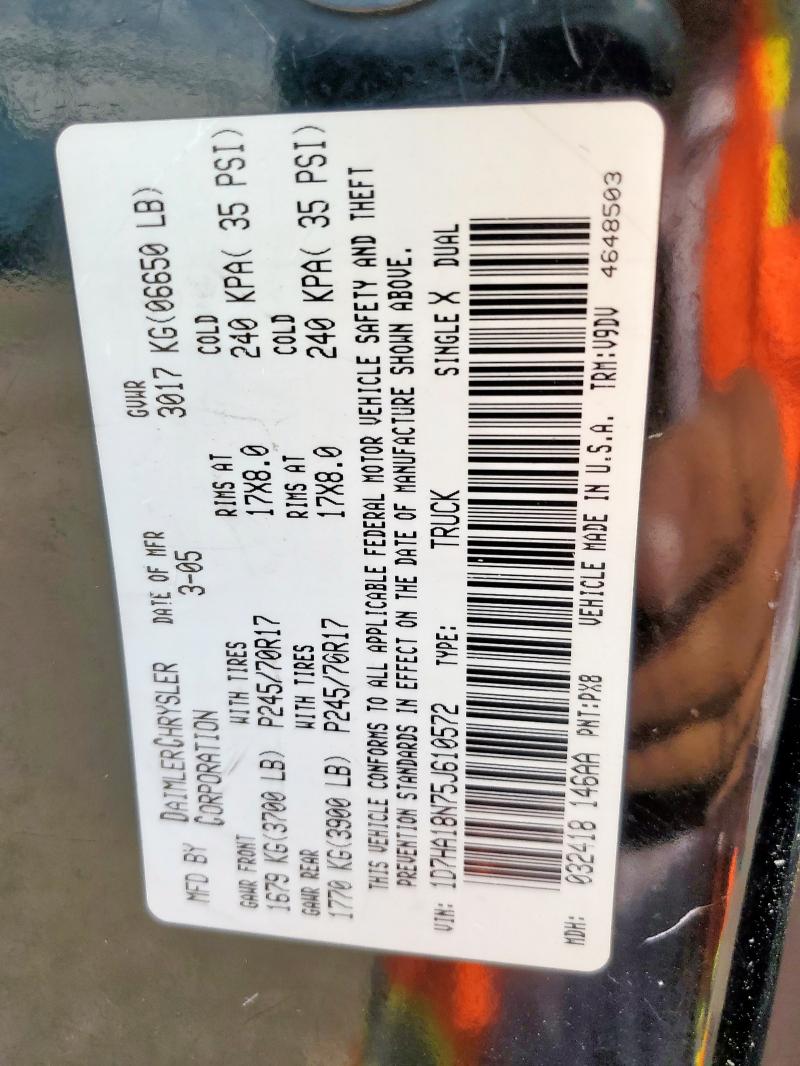 MFD BY DAIMLERCHRYSLER CORPORATION DATE OF MFR 3-05 GVWR 3017 KG(06650 LB)
GAWR FRONT WITH TIRES RIMS AT COLD
1679 KG(3700 LB) P245/70R17 17X8.0 240 KPA( 35 PSI)
GAWR REAR WITH TIRES RIMS AT COLD
1770 KG(3900 LB) P245/70R17 17X8.0 240 KPA( 35 PSI)
THIS VEHICLE CONFORMS TO ALL APPLICABLE FEDERAL MOTOR VEHICLE SAFETY AND THEFT
PREVENTION STANDARDS IN EFFECT ON THE DATE OF MANUFACTURE SHOWN ABOVE.
VIN: 1D7HA18N75J610572 TYPE: TRUCK SINGLE X DUAL
MDH: 032418 146AA PNT:PX8 VEHICLE MADE IN U.S.A. TRM:V9DV 4648503